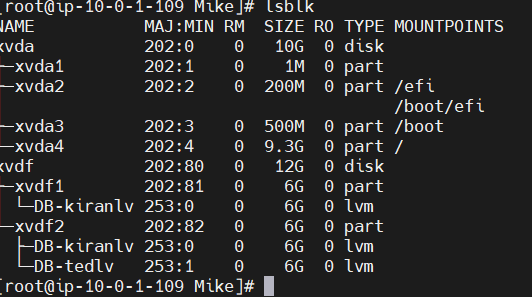 [root@ip-10-0-1-109 Mike]# lsblk
NAME MAJ:MIN RM SIZE RO TYPE MOUNTPOINTS
xvda 202:0 0 10G 0 disk
├─xvda1 202:1 0 1M 0 part
├─xvda2 202:2 0 200M 0 part /efi
/boot/efi
├─xvda3 202:3 0 500M 0 part /boot
└─xvda4 202:4 0 9.3G 0 part /
xvdf 202:80 0 12G 0 disk
├─xvdf1 202:81 0 6G 0 part
│ └─DB-kiranlv 253:0 0 6G 0 lvm
└─xvdf2 202:82 0 6G 0 part
├─DB-kiranlv 253:0 0 6G 0 lvm
└─DB-tedlv 253:1 0 6G 0 lvm
[root@ip-10-0-1-109 Mike]#